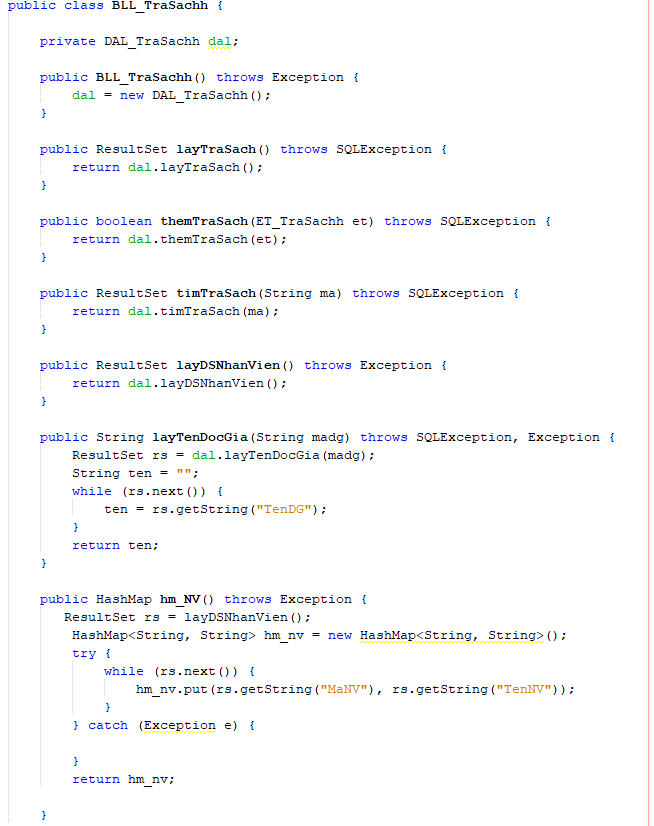 public class BLL_TraSachh {
private DAL_TraSachh dal;
public BLL_TraSachh() throws Exception {
dal = new DAL_TraSachh();
}
public ResultSet layTraSach() throws SQLException {
return dal.layTraSach();
}
public boolean themTraSach(ET_TraSachh et) throws SQLException {
return dal.themTraSach(et);
}
public ResultSet timTraSach(String ma) throws SQLException {
return dal.timTraSach(ma);
}
public ResultSet layDSNhanVien() throws Exception {
return dal.layDSNhanVien();
}
public String layTenDocGia(String madg) throws SQLException, Exception {
ResultSet rs = dal.layTenDocGia(madg);
String ten = "";
while (rs.next()) {
ten = rs.getString("TenDG");
}
return ten;
}
public HashMap hm_NV() throws Exception {
ResultSet rs = layDSNhanVien();
HashMap<String, String> hm_nv = new HashMap<String, String>();
try {
while (rs.next()) {
hm_nv.put(rs.getString("MaNV"), rs.getString("TenNV"));
}
} catch (Exception e) {
}
return hm_nv;
}